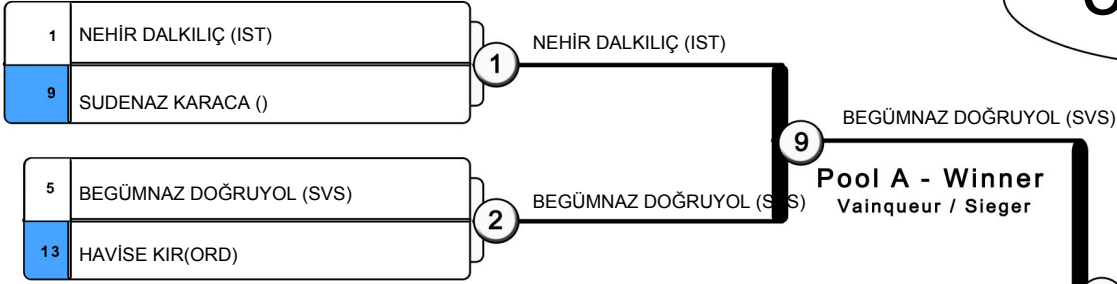 1 NEHİR DALKILIÇ (IST)
9 SUDENAZ KARACA ()
1
NEHİR DALKILIÇ (IST)
5 BEGÜMNAZ DOĞRUYOL (SVS)
13 HAVİSE KIR(ORD)
2
BEGÜMNAZ DOĞRUYOL (SVS)
9
BEGÜMNAZ DOĞRUYOL (SVS)
Pool A - Winner
Vainqueur / Sieger